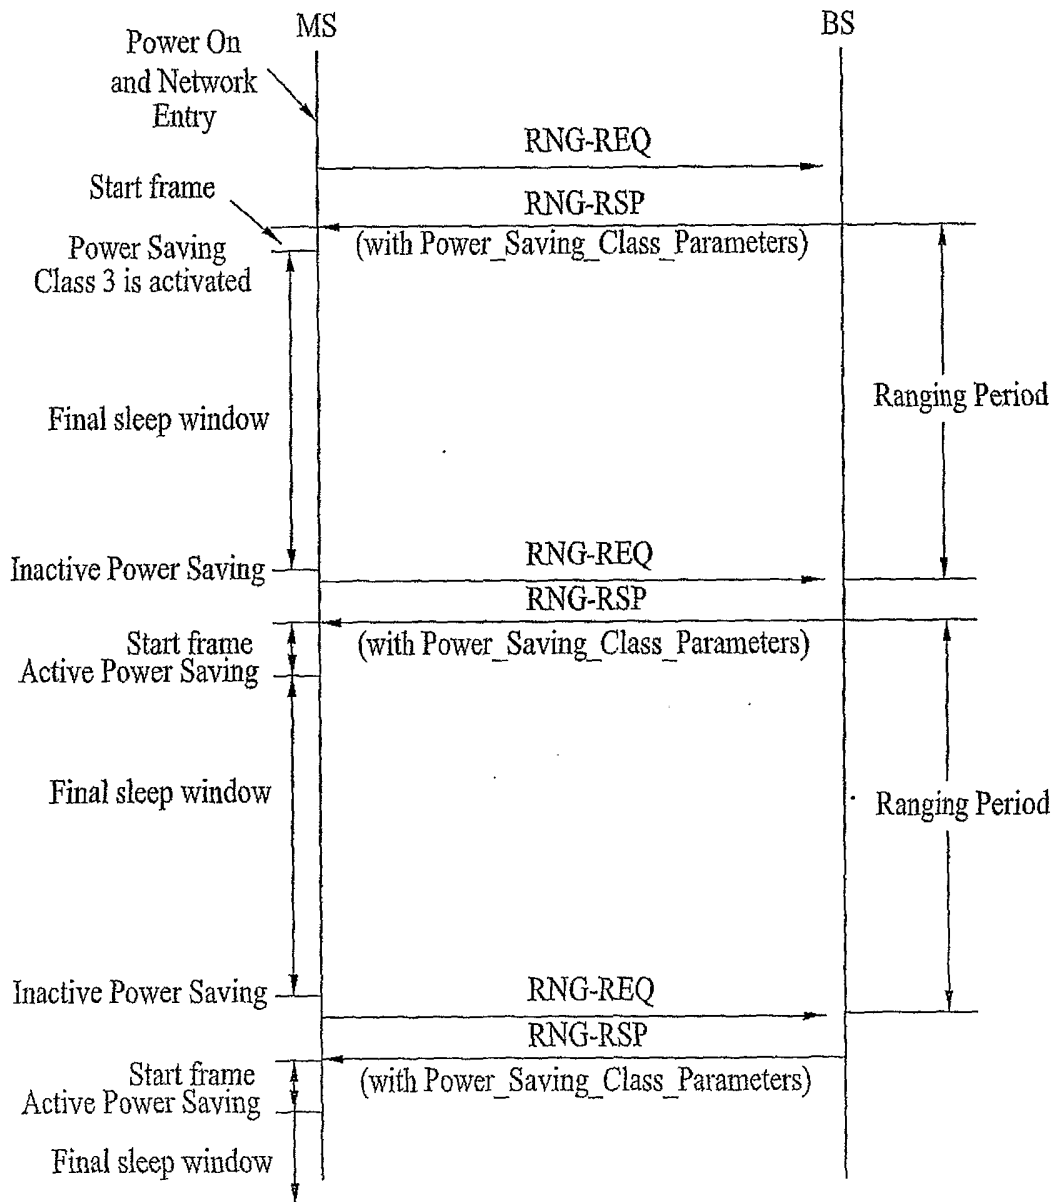 MS
BS
Power On
and Network
Entry
RNG-REQ
Start frame
RNG-RSP
(with Power_Saving_Class_Parameters)
Power Saving
Class 3 is activated
Ranging Period
Final sleep window
RNG-REQ
Inactive Power Saving
RNG-RSP
(with Power_Saving_Class_Parameters)
Start frame
Active Power Saving
Final sleep window
Ranging Period
RNG-REQ
Inactive Power Saving
RNG-RSP
(with Power_Saving_Class_Parameters)
Start frame
Active Power Saving
Final sleep window